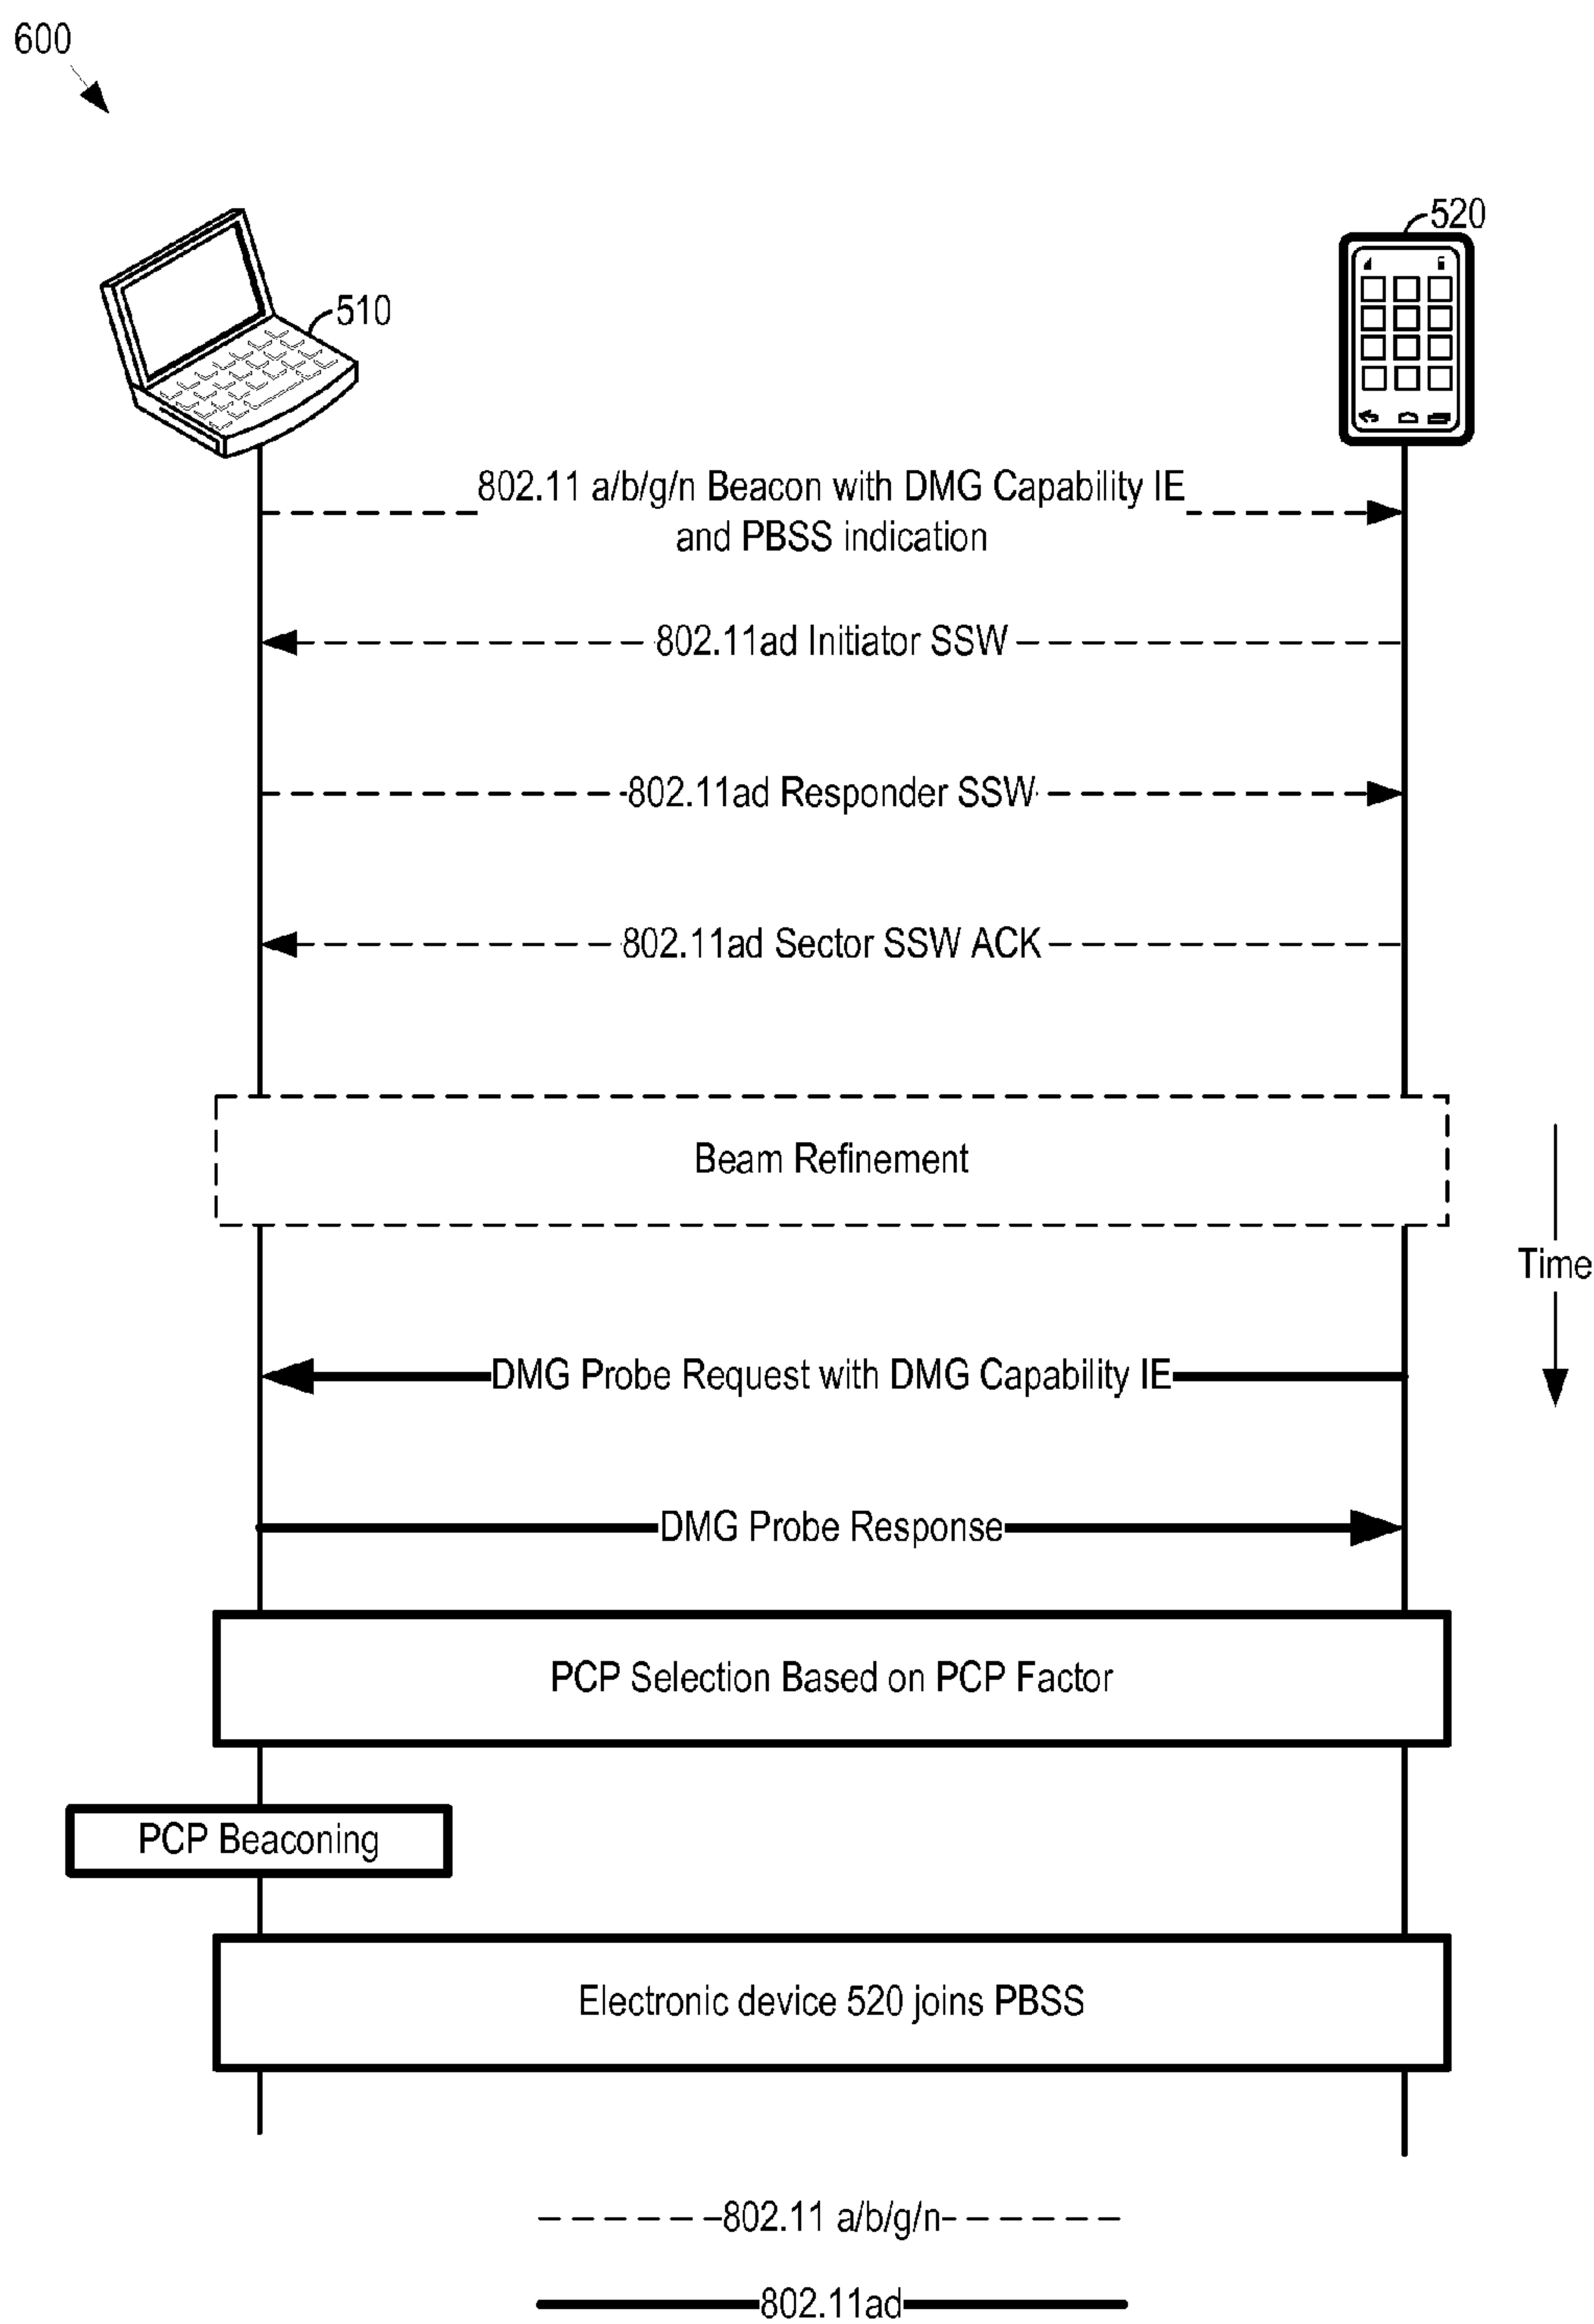 600
520
510
802.11 a/b/g/n Beacon with DMG Capability IE
and PBSS indication
802.11ad Initiator SSW
802.11ad Responder SSW
802.11ad Sector SSW ACK
Beam Refinement
Time
DMG Probe Request with DMG Capability IE
DMG Probe Response
PCP Selection Based on PCP Factor
PCP Beaconing
Electronic device 520 joins PBSS
802.11 a/b/g/n
802.11ad